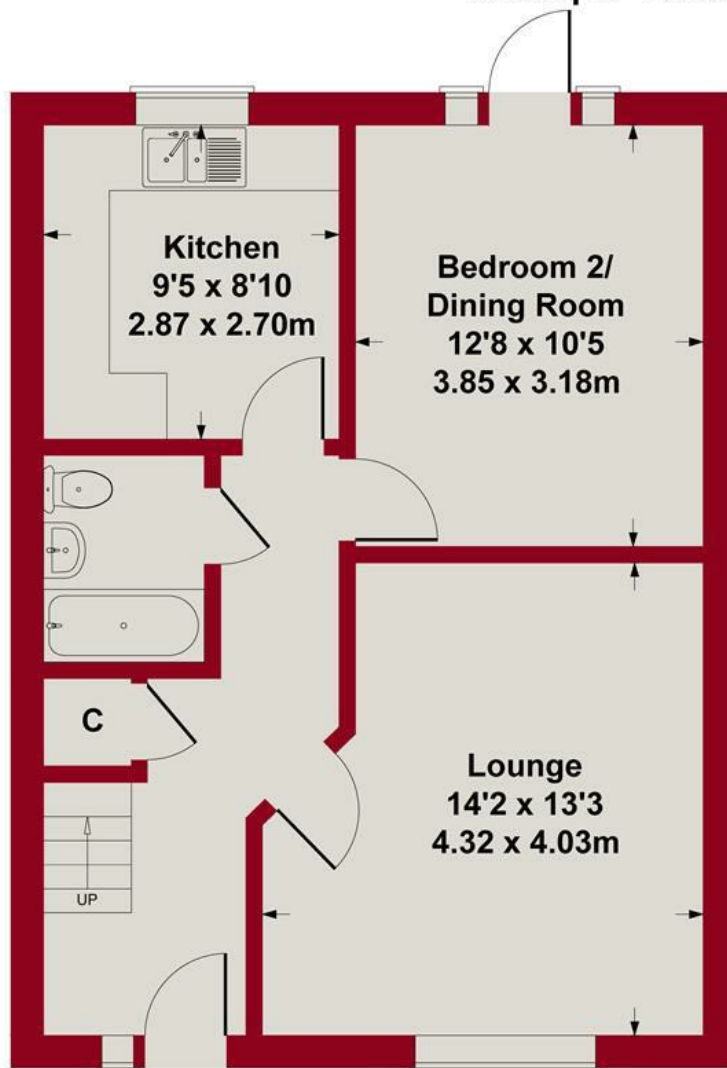 Kitchen
9'5 x 8'10
2.87 x 2.70m
Bedroom 2/
Dining Room
12'8 x 10'5
3.85 x 3.18m
C
Lounge
14'2 x 13'3
4.32 x 4.03m
UP